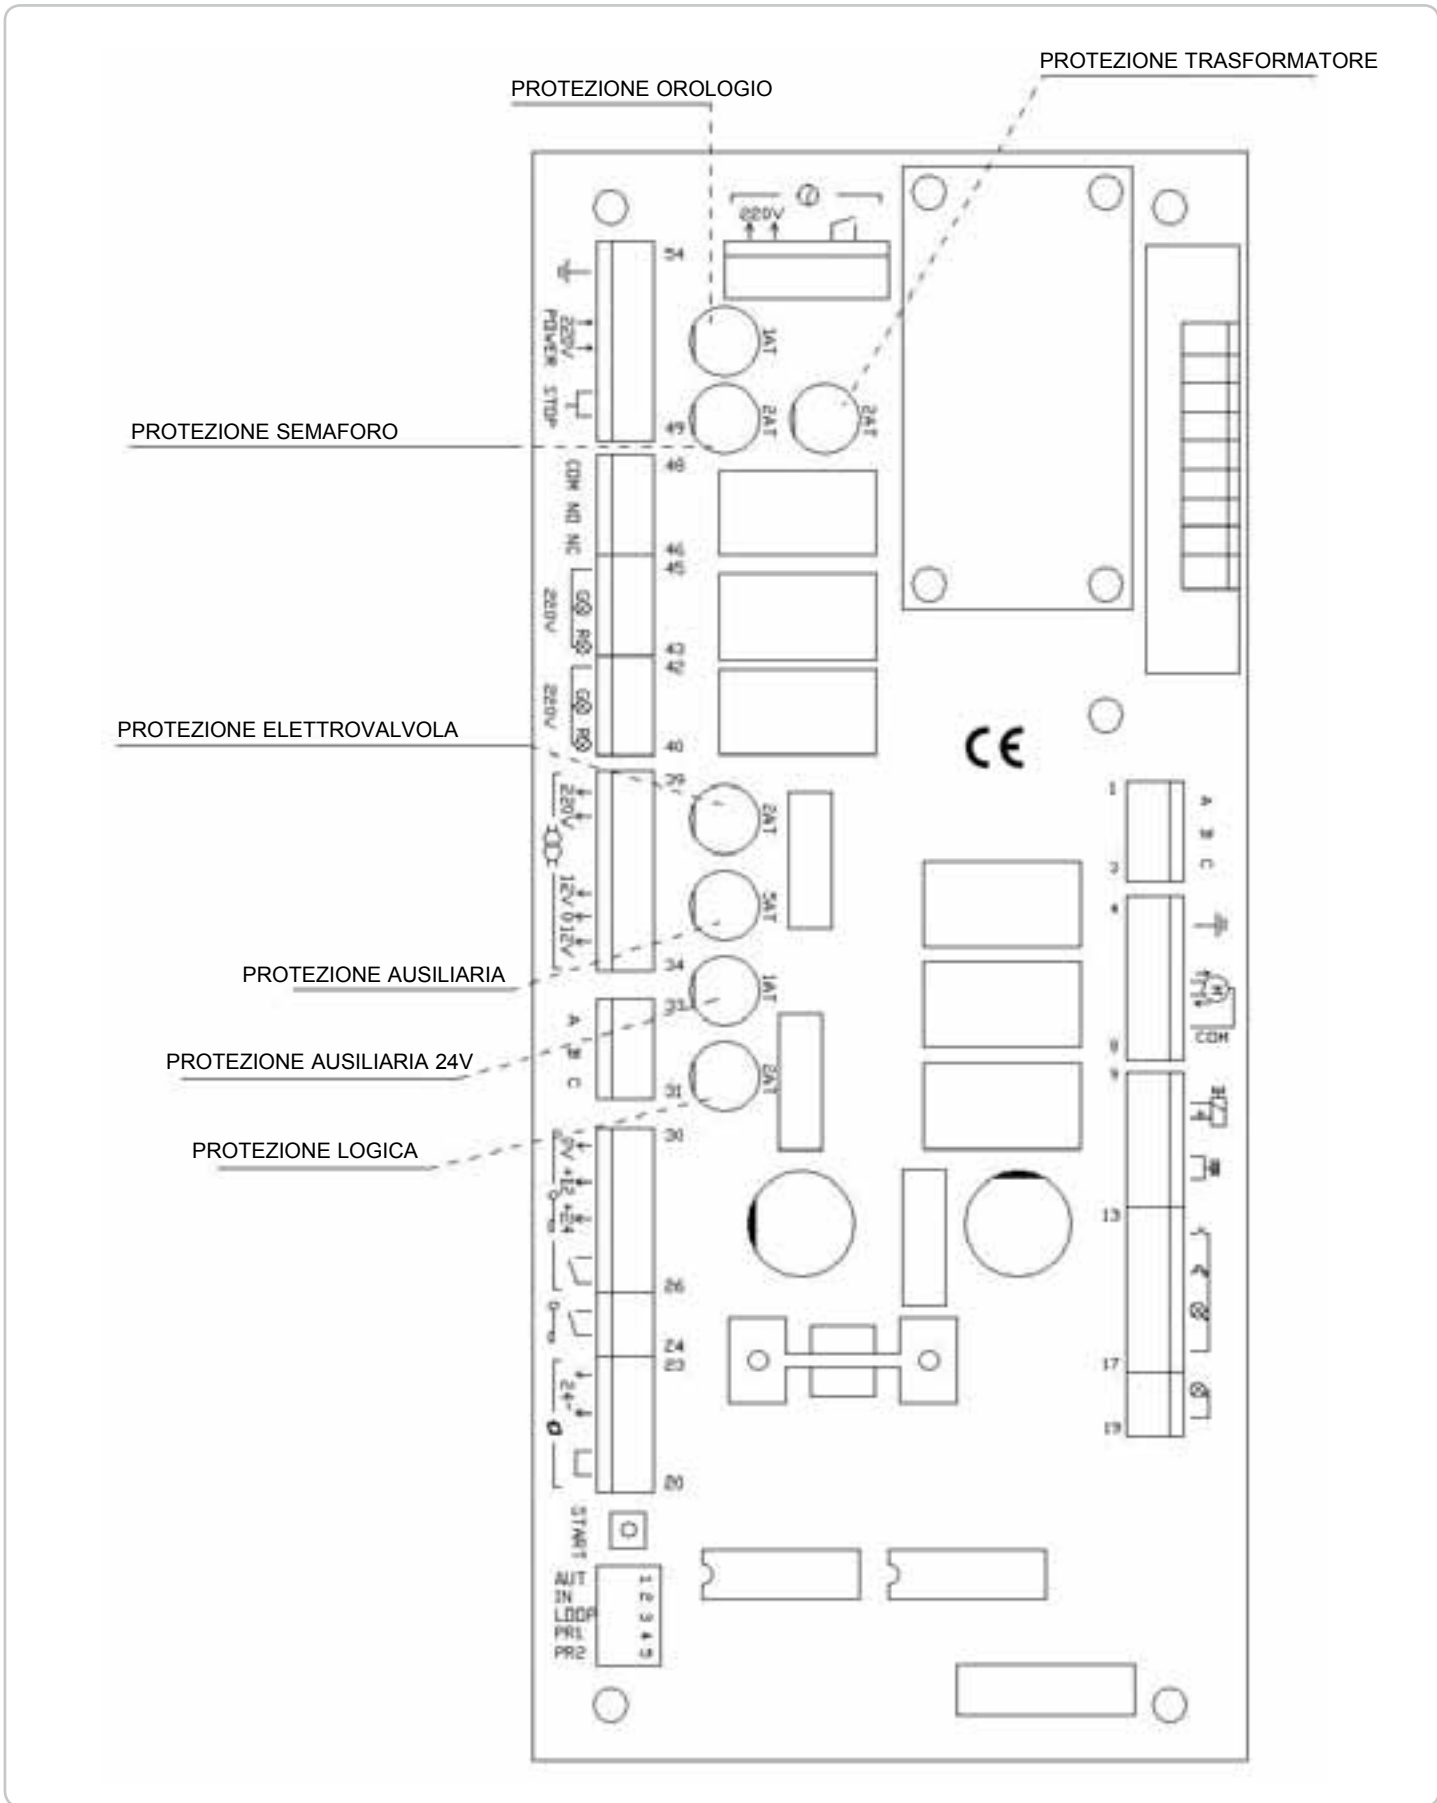 PROTEZIONE TRASFORMATORE
PROTEZIONE OROLOGIO
220V
54
220V
POWER
1AT
STOP
2AT
2AT
49
PROTEZIONE SEMAFORO
48
COM NO NC
46
45
220V
G
R
43
42
220V
G
R
40
PROTEZIONE ELETTROVALVOLA
CE
39
220V
2AT
1
A
B
C
3
12V 0 12V
5AT
4
34
PROTEZIONE AUSILIARIA
33
1AT
M
COM
8
A
B
C
PROTEZIONE AUSILIARIA 24V
31
2AT
9
30
PROTEZIONE LOGICA
0V +12 +24
13
26
24
23
17
24~
19
20
START
AUT 1
IN 2
LOOP 3
PR1 4
PR2 5